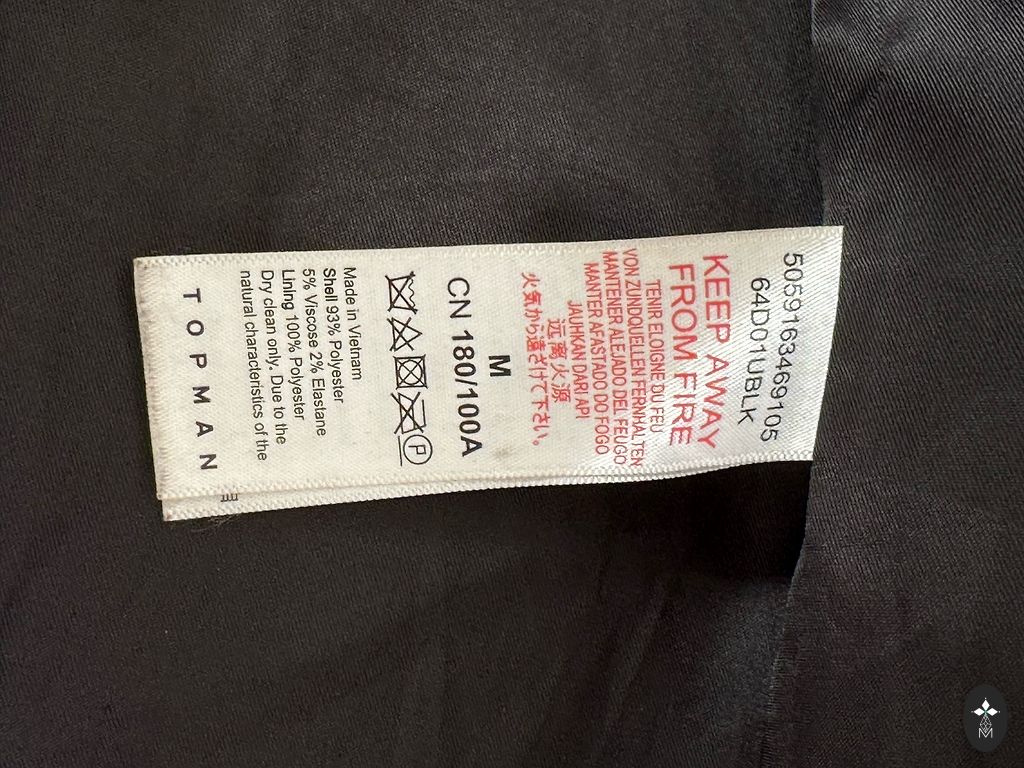 5059163469105
64D01UBLK
KEEP AWAY
FROM FIRE
TENIR ELOIGNE DU FEU
VON ZUNDQUELLEN FERNHALTEN
MANTENER ALEJADO DEL FEUGO
MANTER AFASTADO DO FOGO
JAUHKAN DARI API
远离火源
火気から遠ざけて下さい。
M
CN 180/100A
P
Made in Vietnam
Shell 93% Polyester
5% Viscose 2% Elastane
Lining 100% Polyester
Dry clean only. Due to the
natural characteristics of the
TOPMAN
M